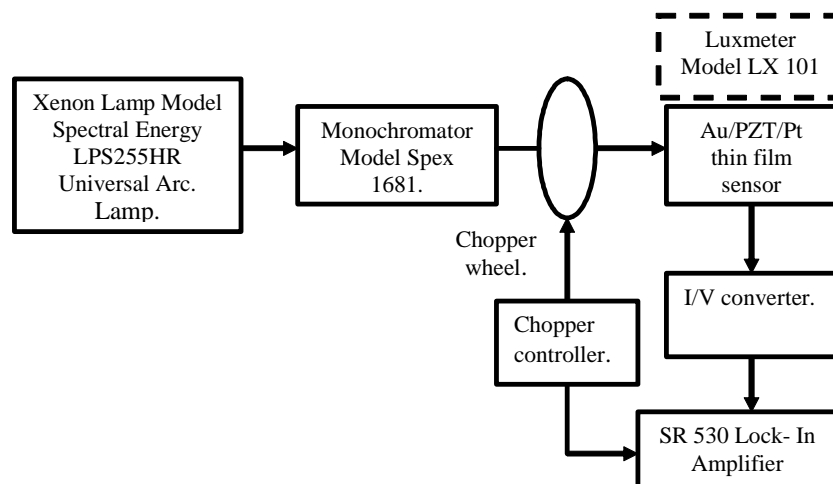 Luxmeter
Model LX 101
Xenon Lamp Model
Spectral Energy
LPS255HR
Universal Arc.
Lamp.
Monochromator
Model Spex
1681.
Au/PZT/Pt
thin film
sensor
Chopper
wheel.
I/V converter.
Chopper
controller.
SR 530 Lock- In
Amplifier